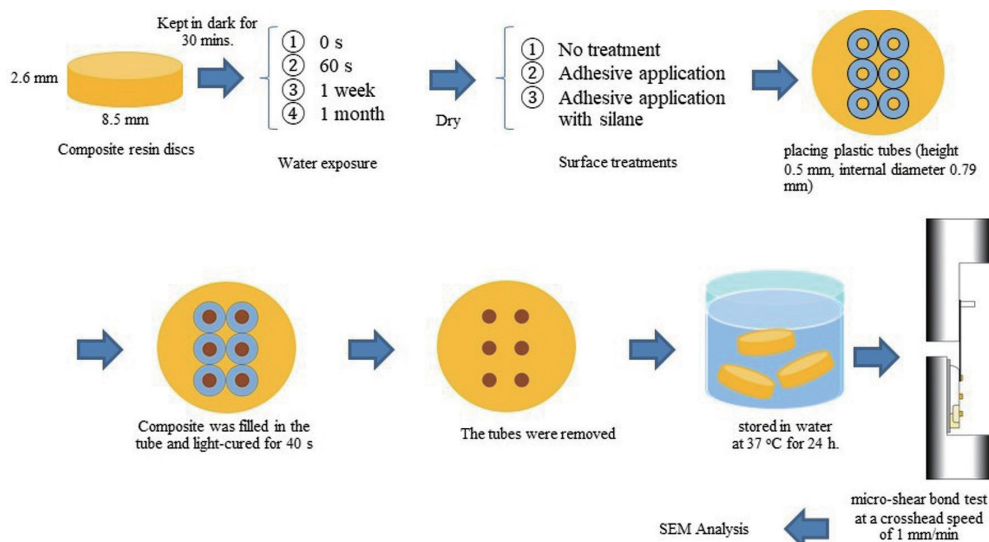 Kept in dark for
30 mins.
2.6 mm
8.5 mm
Composite resin discs
① 0 s
② 60 s
③ 1 week
④ 1 month
Water exposure
Dry
① No treatment
② Adhesive application
③ Adhesive application
with silane
Surface treatments
placing plastic tubes (height
0.5 mm, internal diameter 0.79
mm)
Composite was filled in the
tube and light-cured for 40 s
The tubes were removed
stored in water
at 37 °C for 24 h.
micro-shear bond test
at a crosshead speed
of 1 mm/min
SEM Analysis